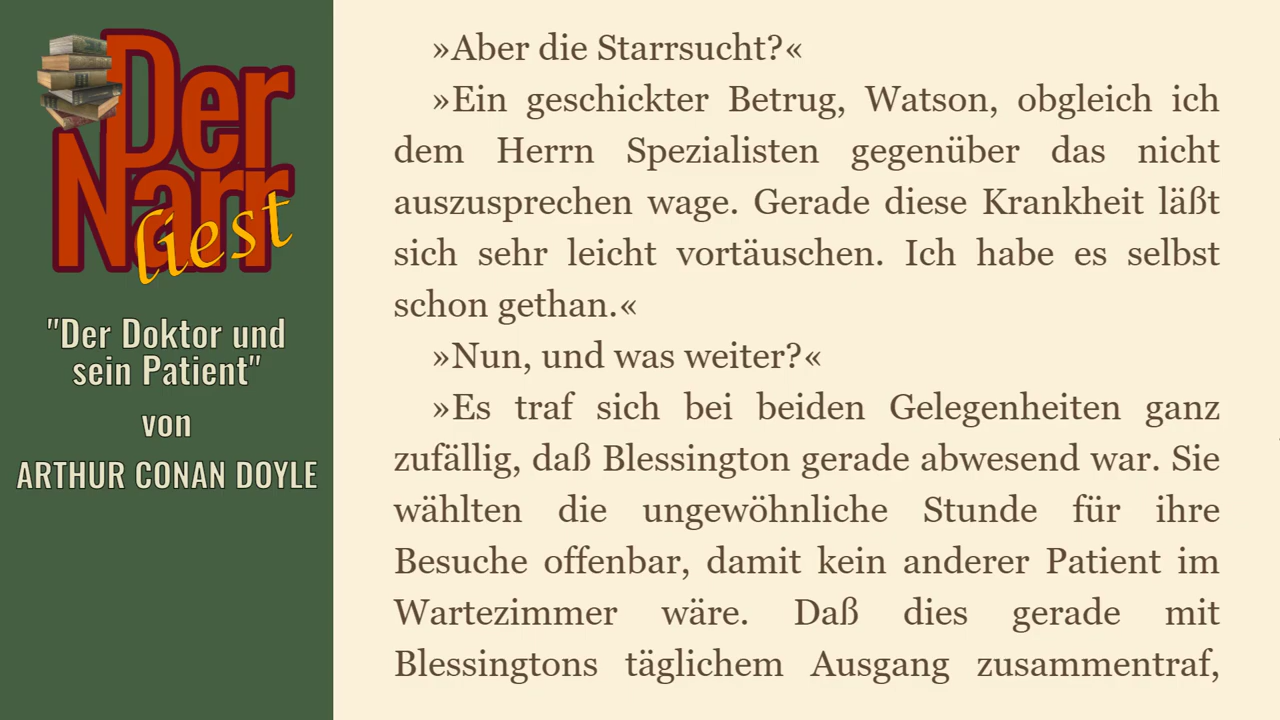 Der
Narr
liest
"Der Doktor und
sein Patient"
von
ARTHUR CONAN DOYLE
»Aber die Starrsucht?«
»Ein geschickter Betrug, Watson, obgleich ich
dem Herrn Spezialisten gegenüber das nicht
auszusprechen wage. Gerade diese Krankheit läßt
sich sehr leicht vortäuschen. Ich habe es selbst
schon gethan.«
»Nun, und was weiter?«
»Es traf sich bei beiden Gelegenheiten ganz
zufällig, daß Blessington gerade abwesend war. Sie
wählten die ungewöhnliche Stunde für ihre
Besuche offenbar, damit kein anderer Patient im
Wartezimmer wäre. Daß dies gerade mit
Blessingtons täglichem Ausgang zusammentraf,